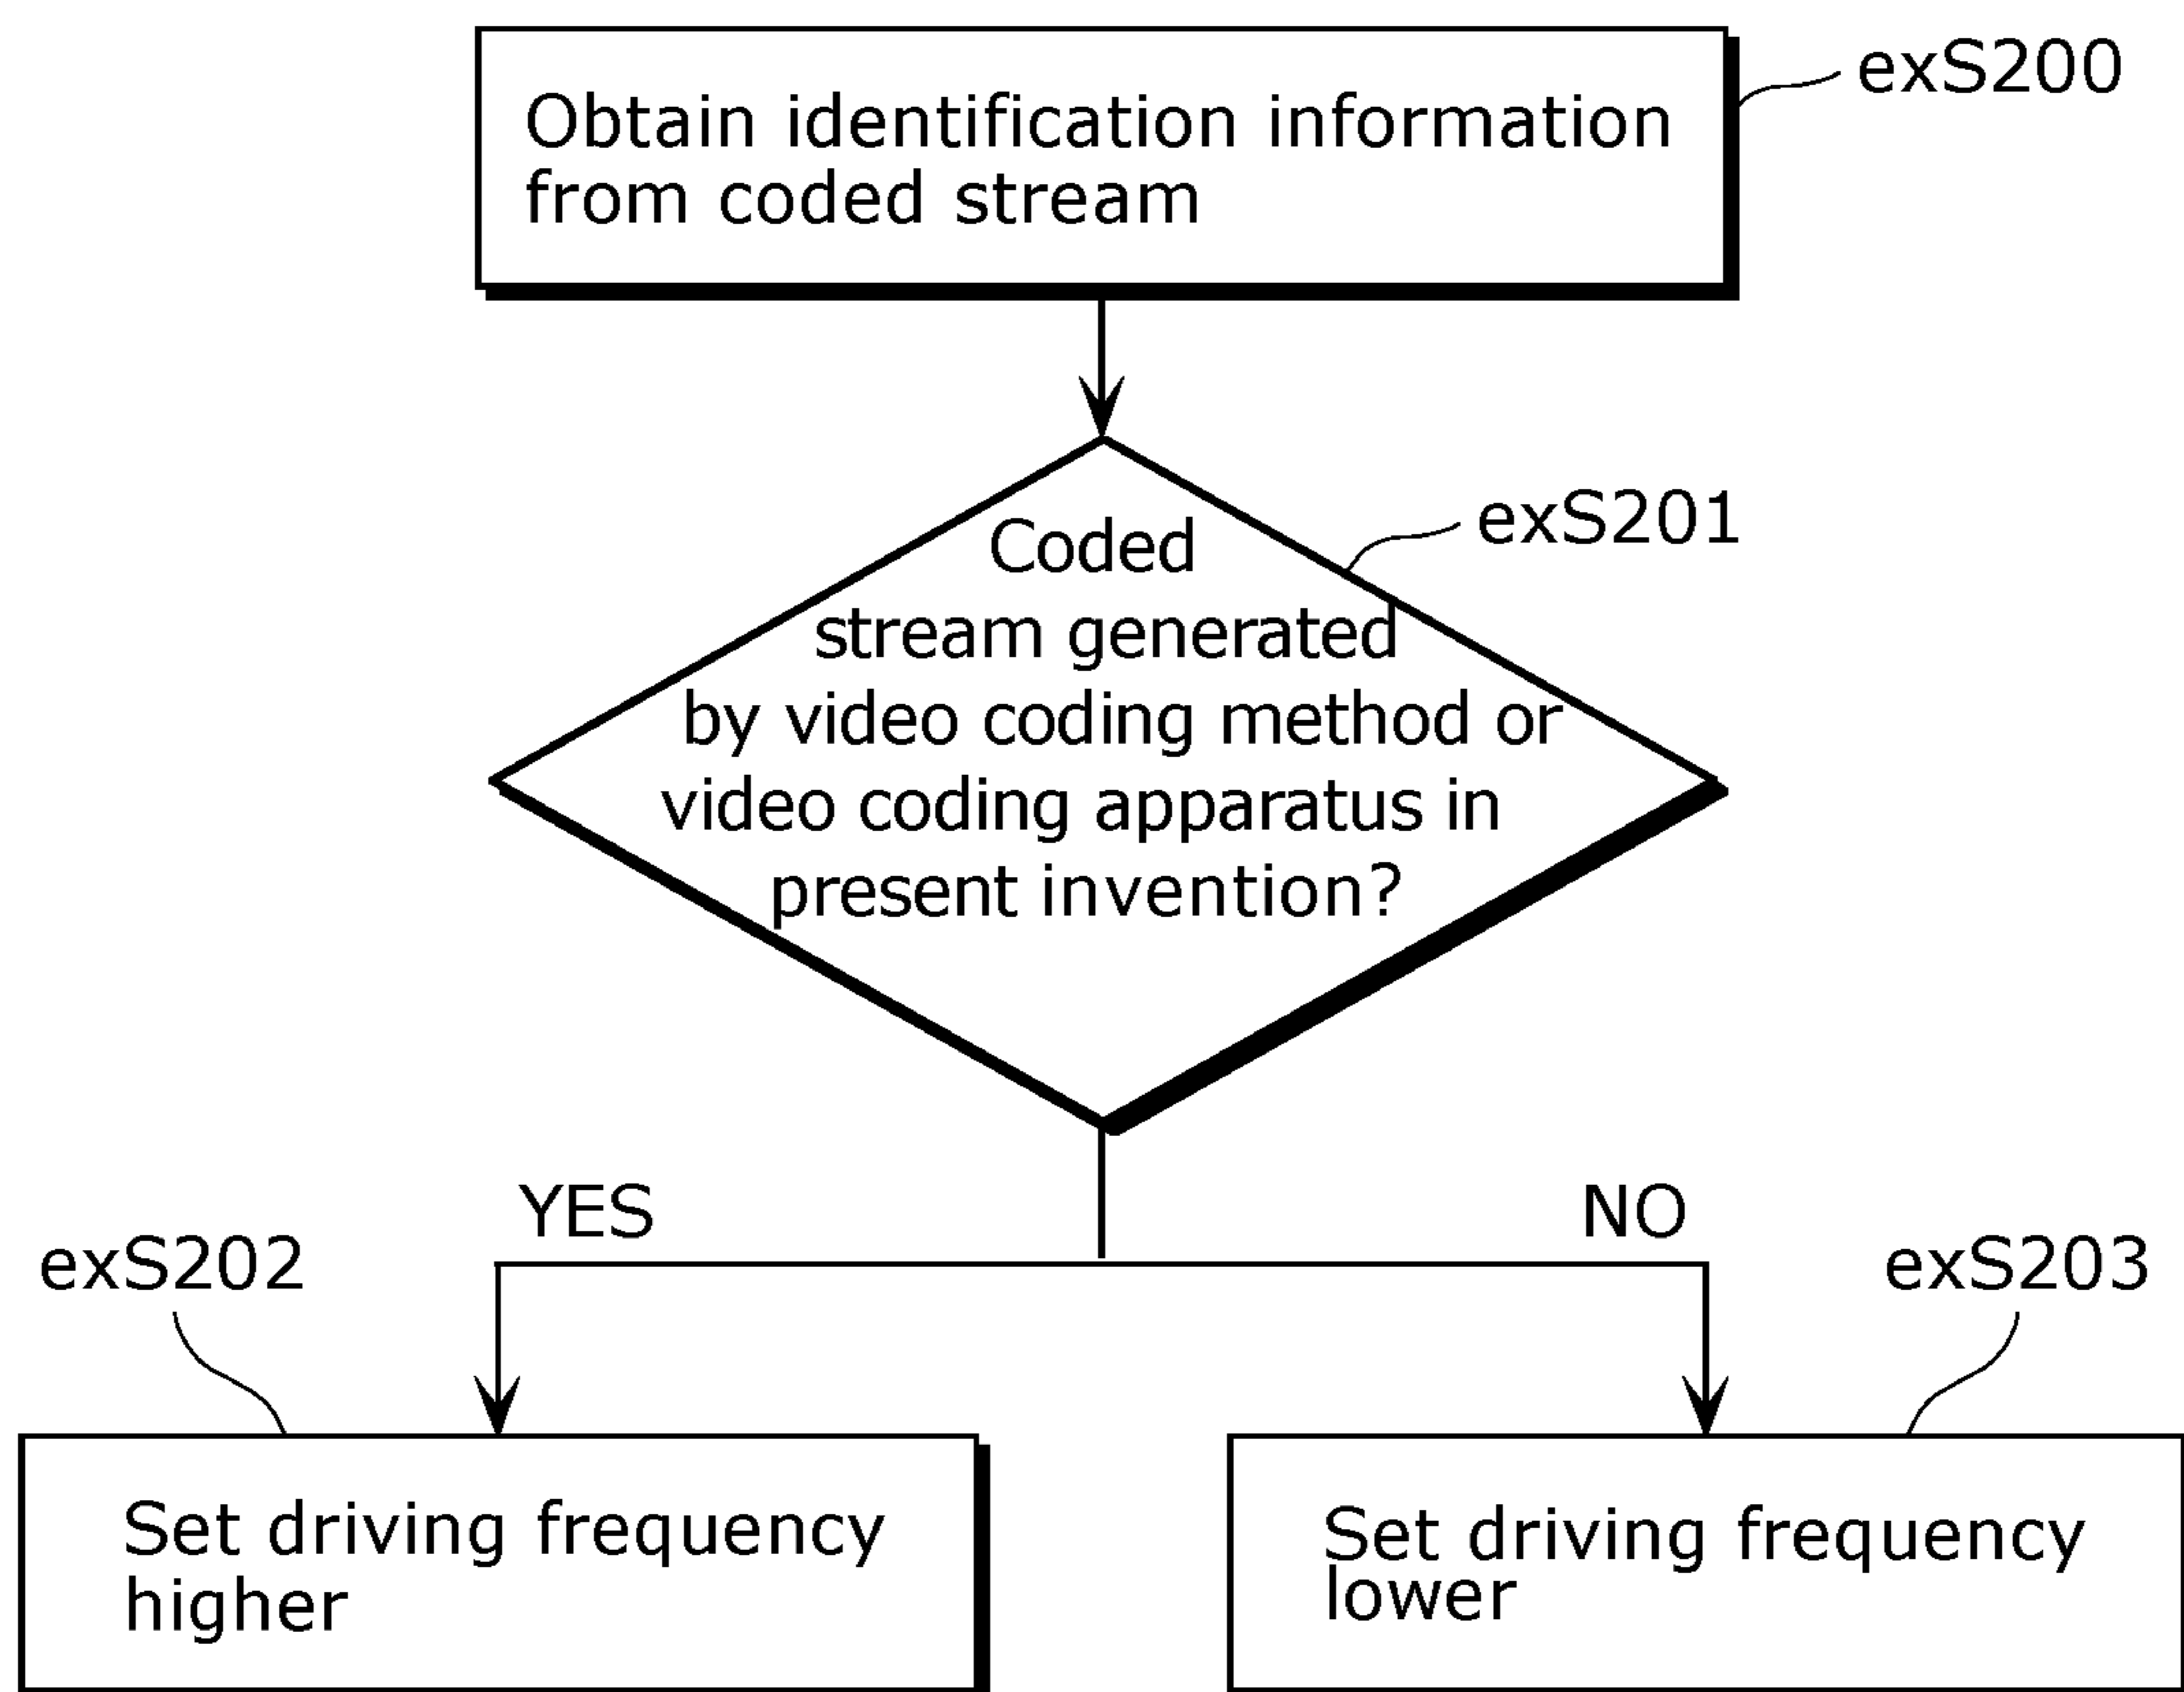 exS200
Obtain identification information
from coded stream
exS201
Coded
stream generated
by video coding method or
video coding apparatus in
present invention?
YES
NO
exS202
exS203
Set driving frequency
higher
Set driving frequency
lower